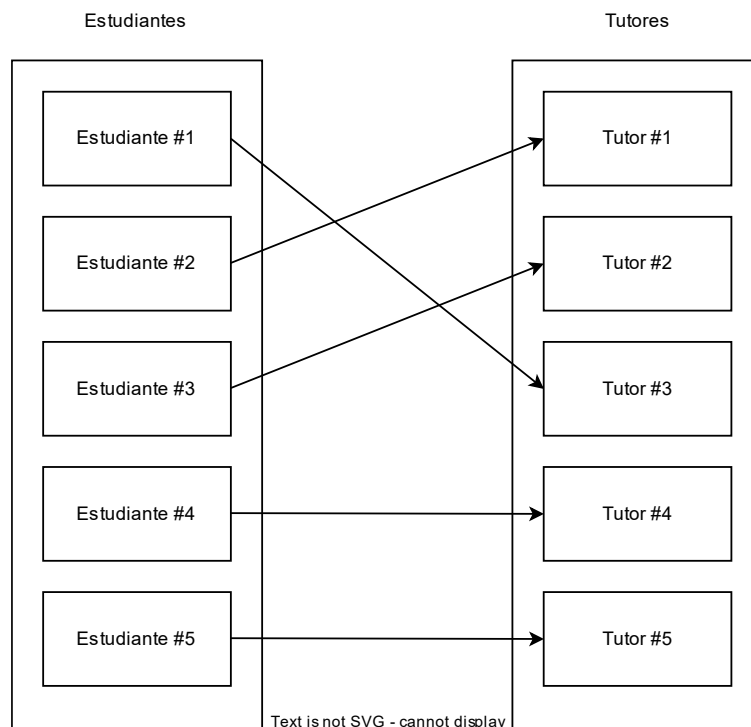 Estudiantes
Tutores
Estudiante #1
Tutor #1
Estudiante #2
Tutor #2
Estudiante #3
Tutor #3
Estudiante #4
Tutor #4
Estudiante #5
Tutor #5
Text is not SVG - cannot display